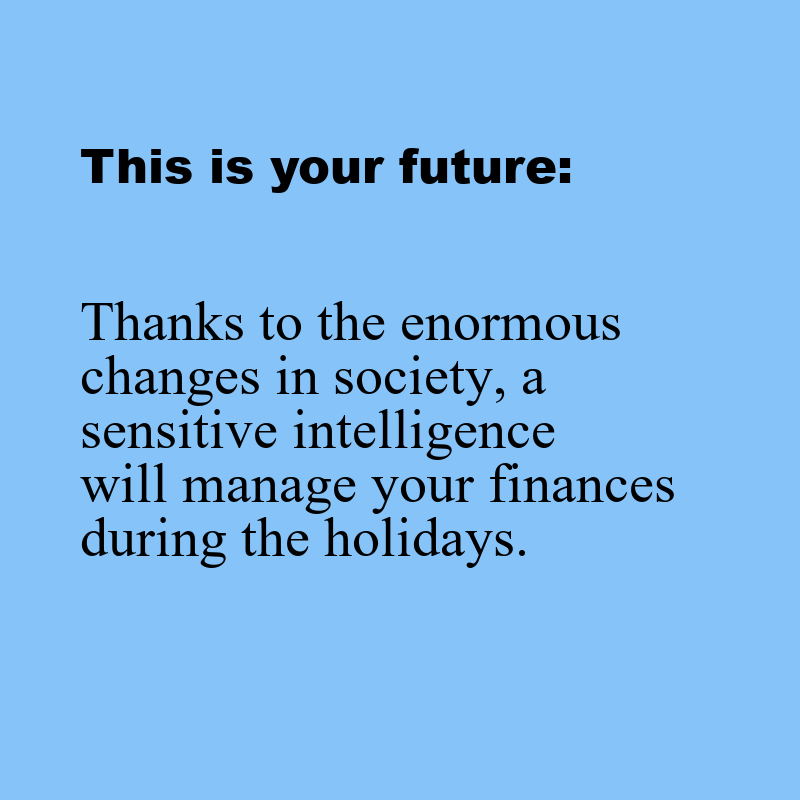 This is your future:
Thanks to the enormous
changes in society, a
sensitive intelligence
will manage your finances
during the holidays.